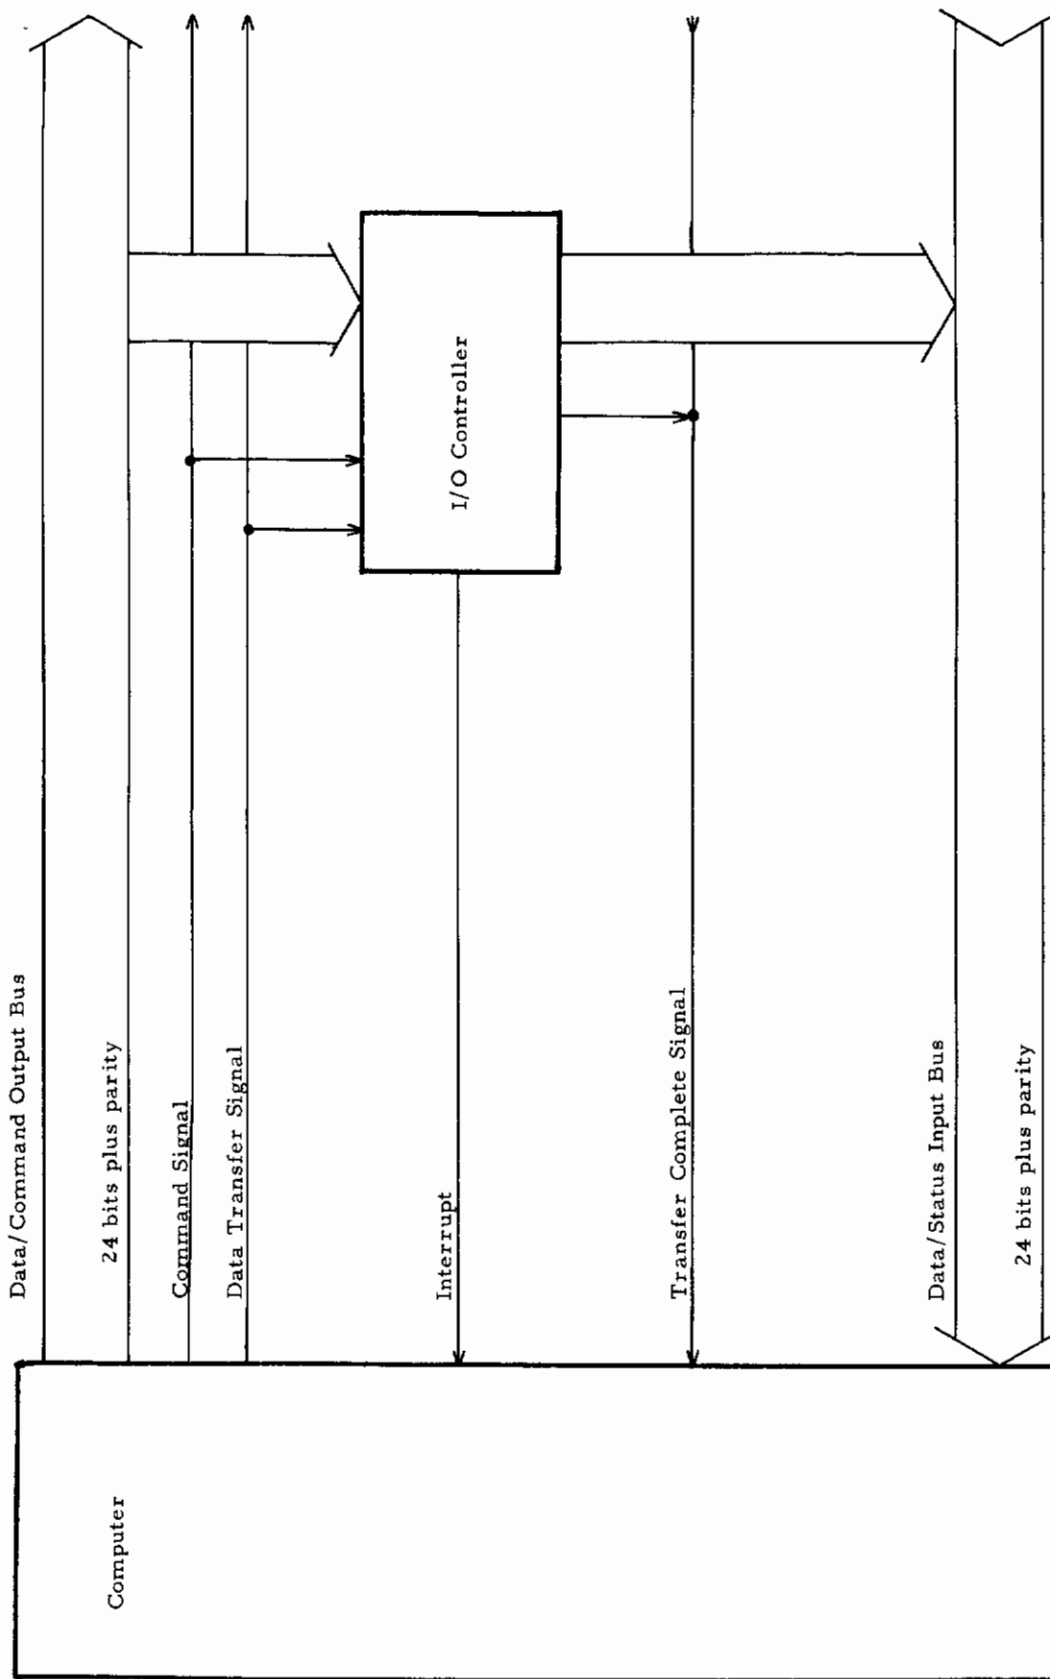 Data/Command Output Bus
24 bits plus parity
Command Signal
Data Transfer Signal
I/O Controller
Interrupt
Transfer Complete Signal
Data/Status Input Bus
24 bits plus parity
Computer